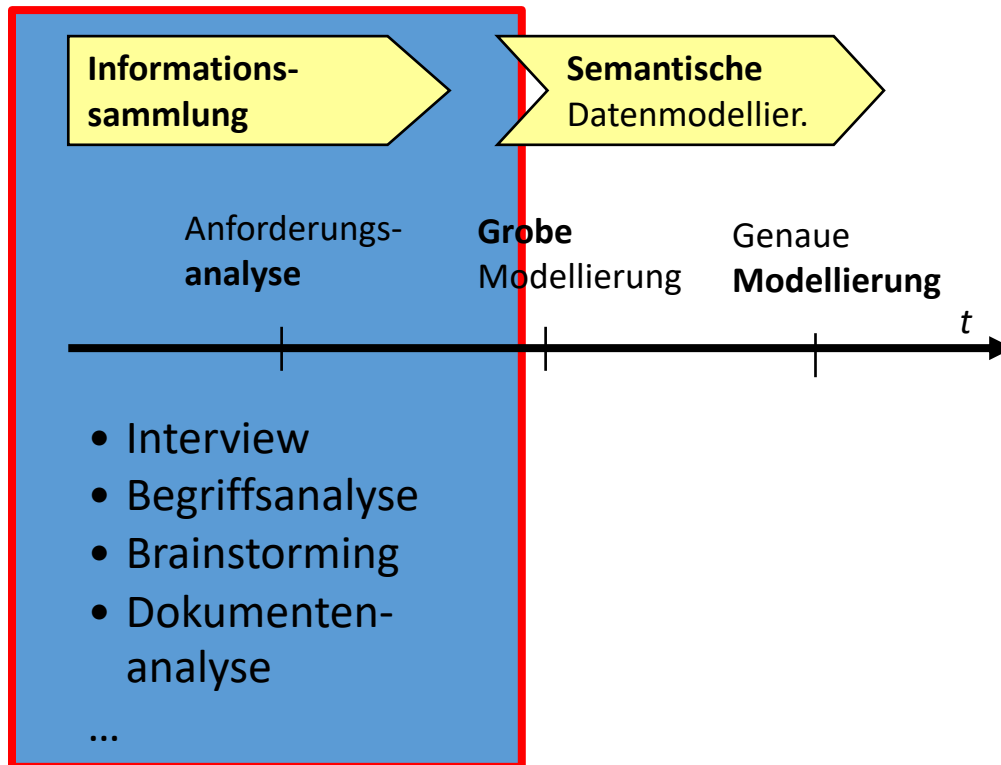 Informations-
sammlung
Semantische
Datenmodellier.
Anforderungs-
analyse
Grobe
Modellierung
Genaue
Modellierung
t
• Interview
• Begriffsanalyse
• Brainstorming
• Dokumenten-
analyse
...